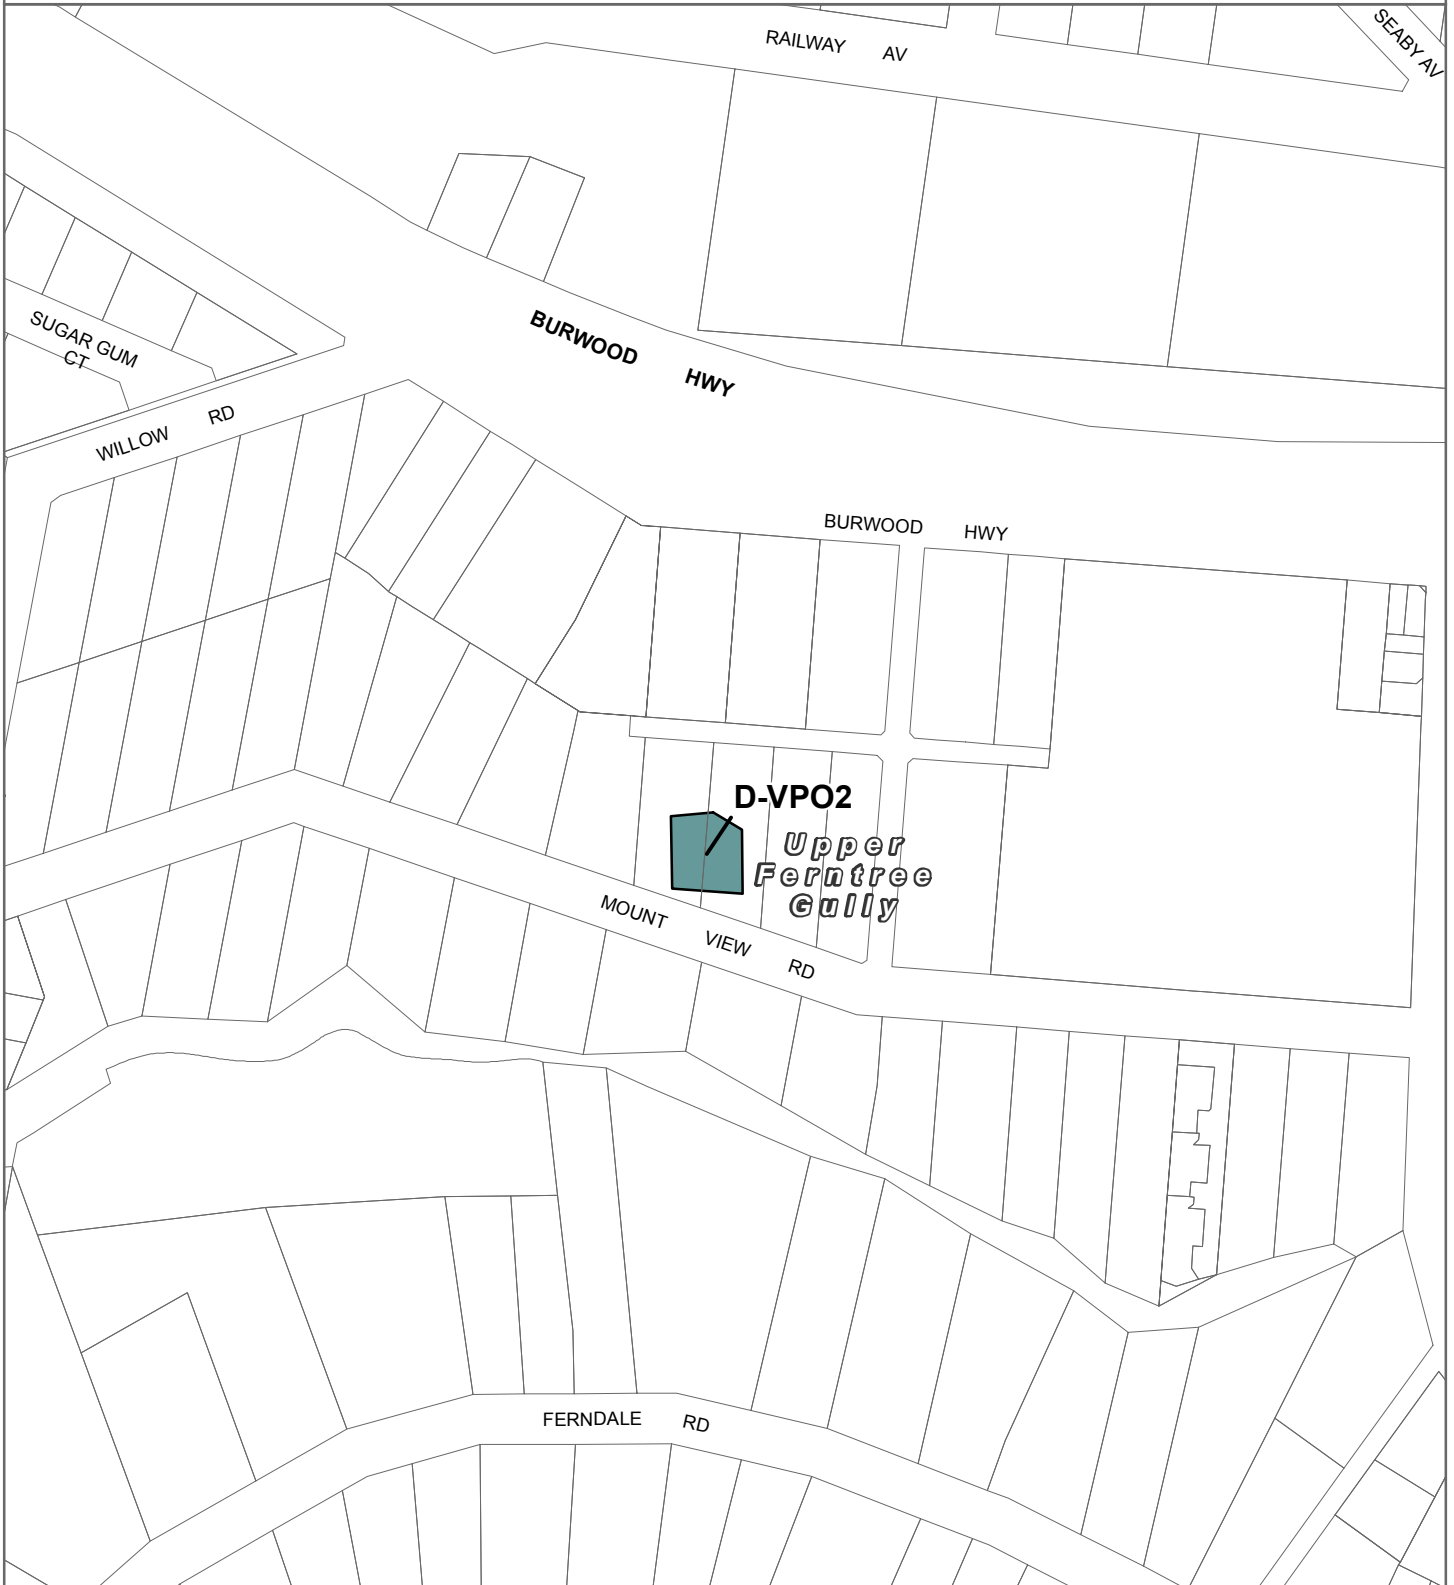 RAILWAY AV
SEABY AV
SUGAR GUM
CT
BURWOOD HWY
WILLOW RD
BURWOOD HWY
D-VPO2
Upper
Ferntree
Gully
MOUNT VIEW RD
FERNDALE RD